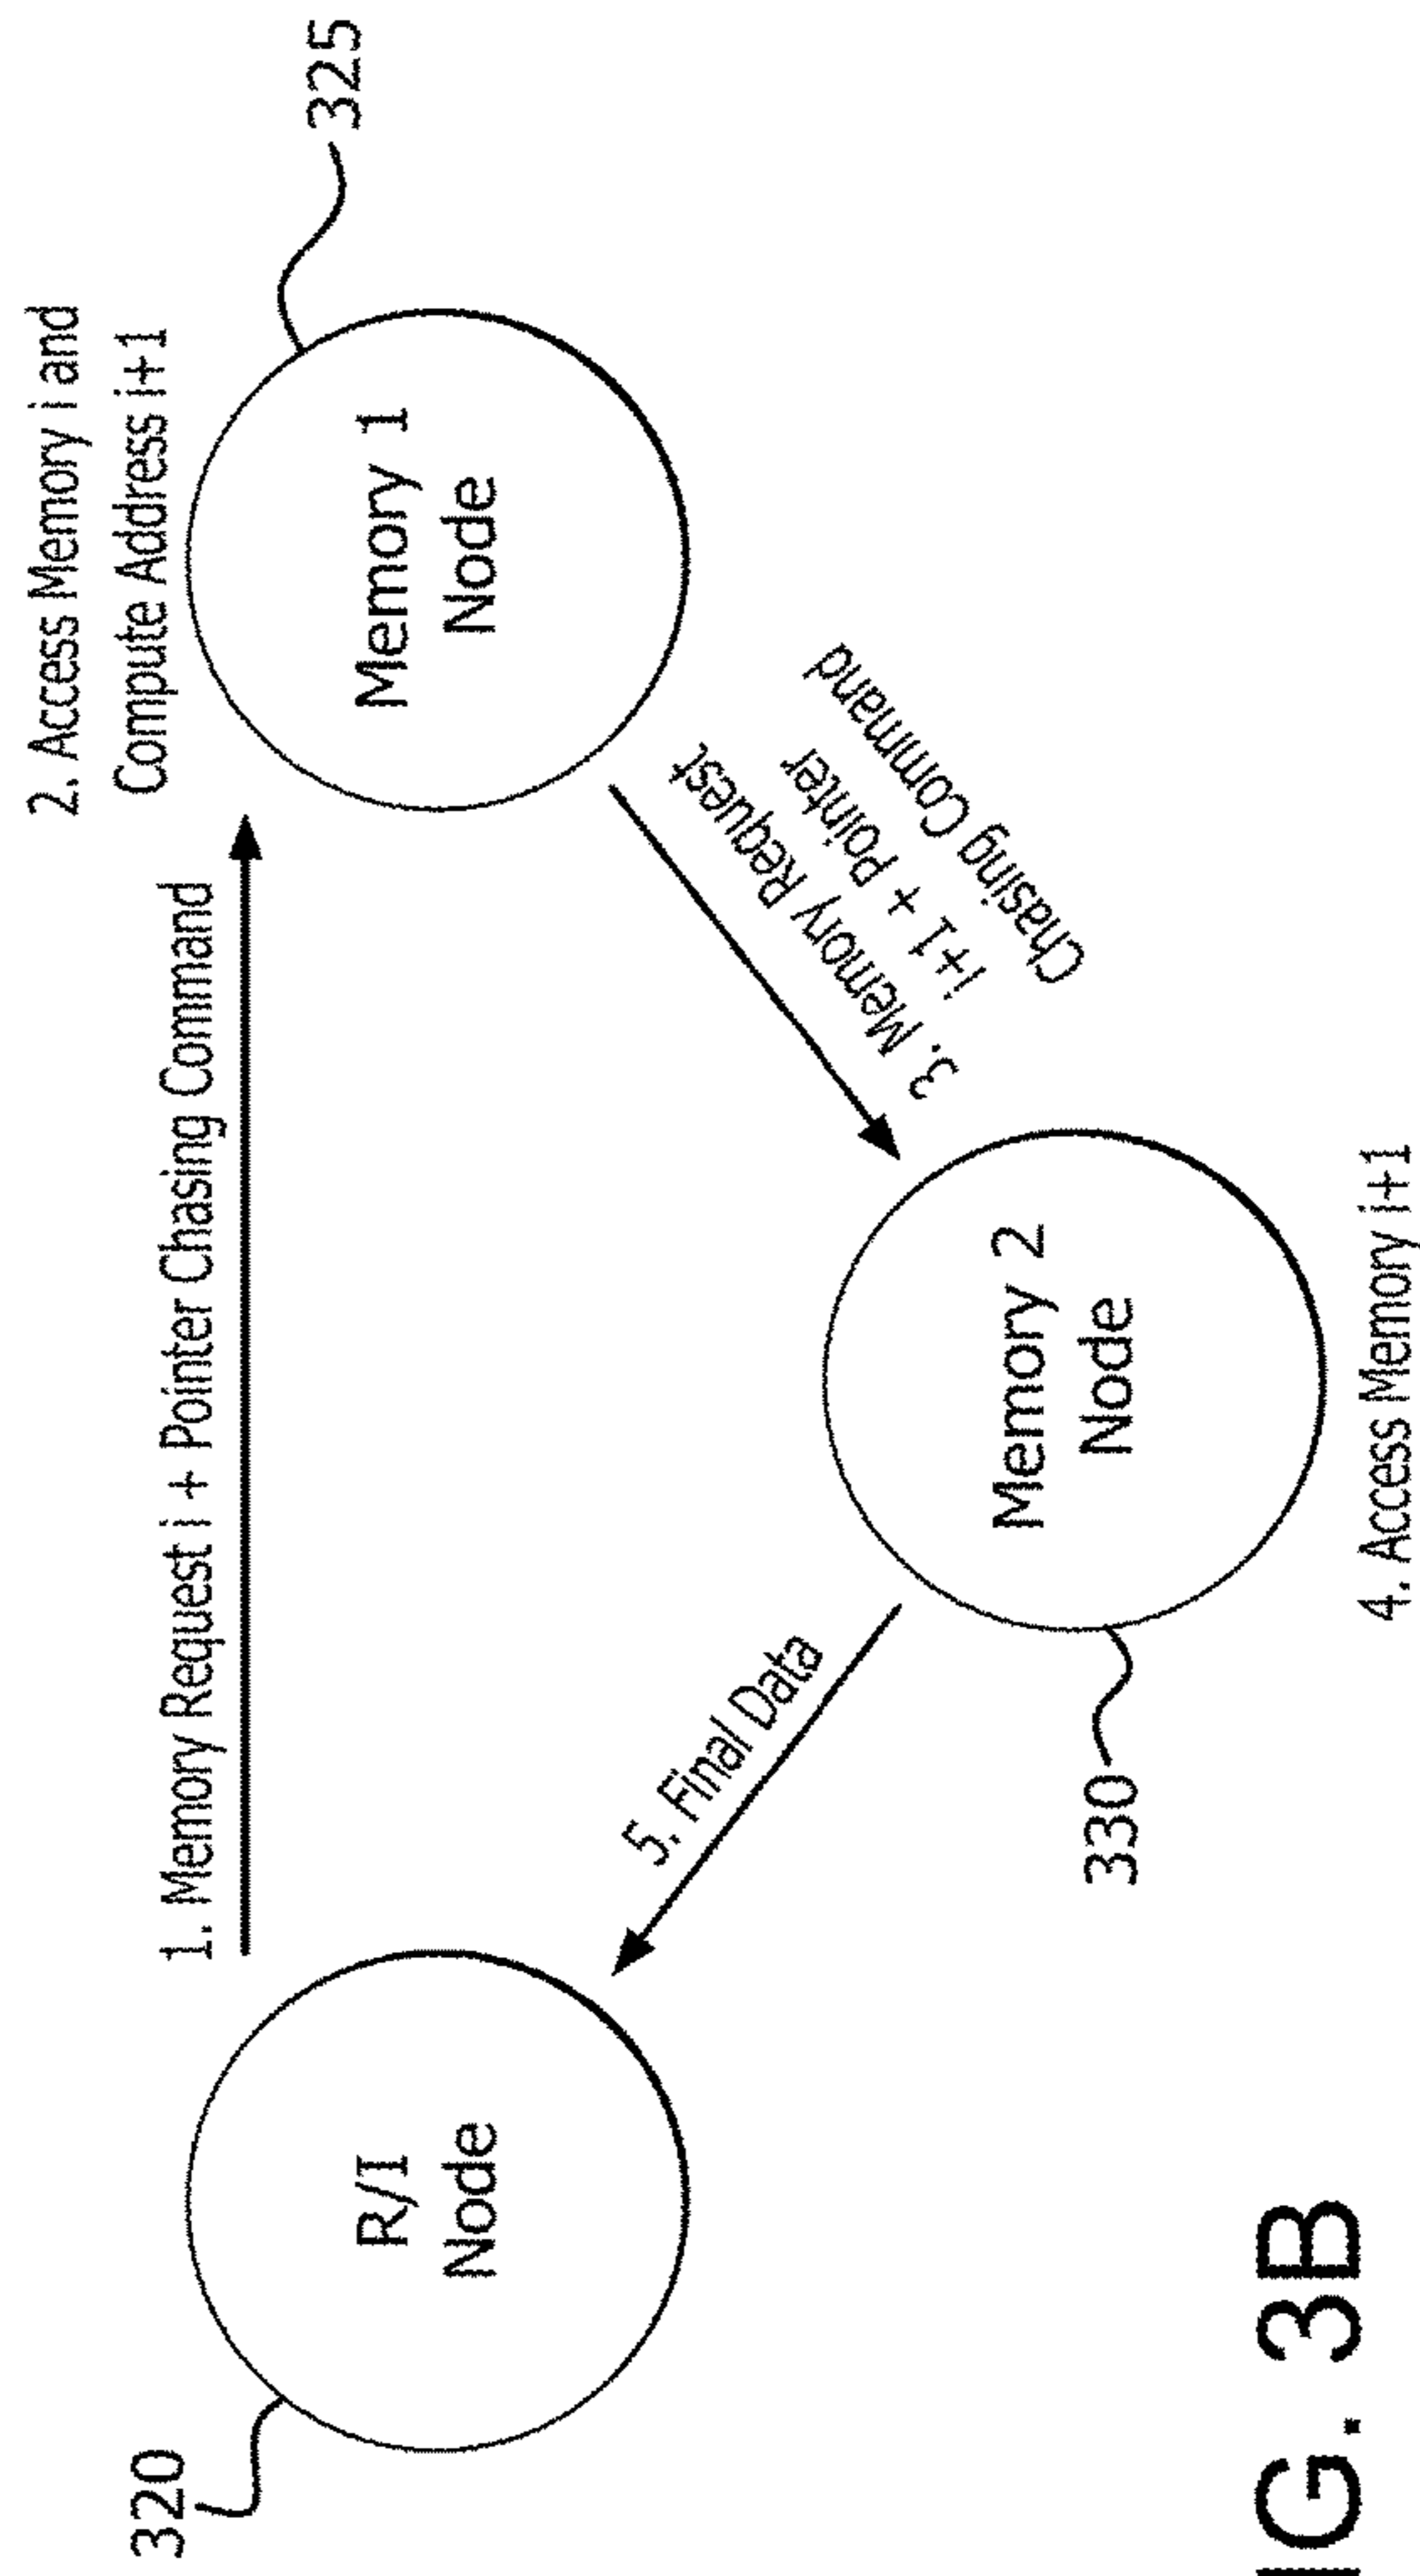 2. Access Memory i and
Compute Address i+1
1. Memory Request i + Pointer Chasing Command
320
R/I
Node
Memory 1
Node
325
3. Memory Request
i+1 + Pointer
Chasing Command
5. Final Data
Memory 2
Node
330
4. Access Memory i+1
IG. 3B